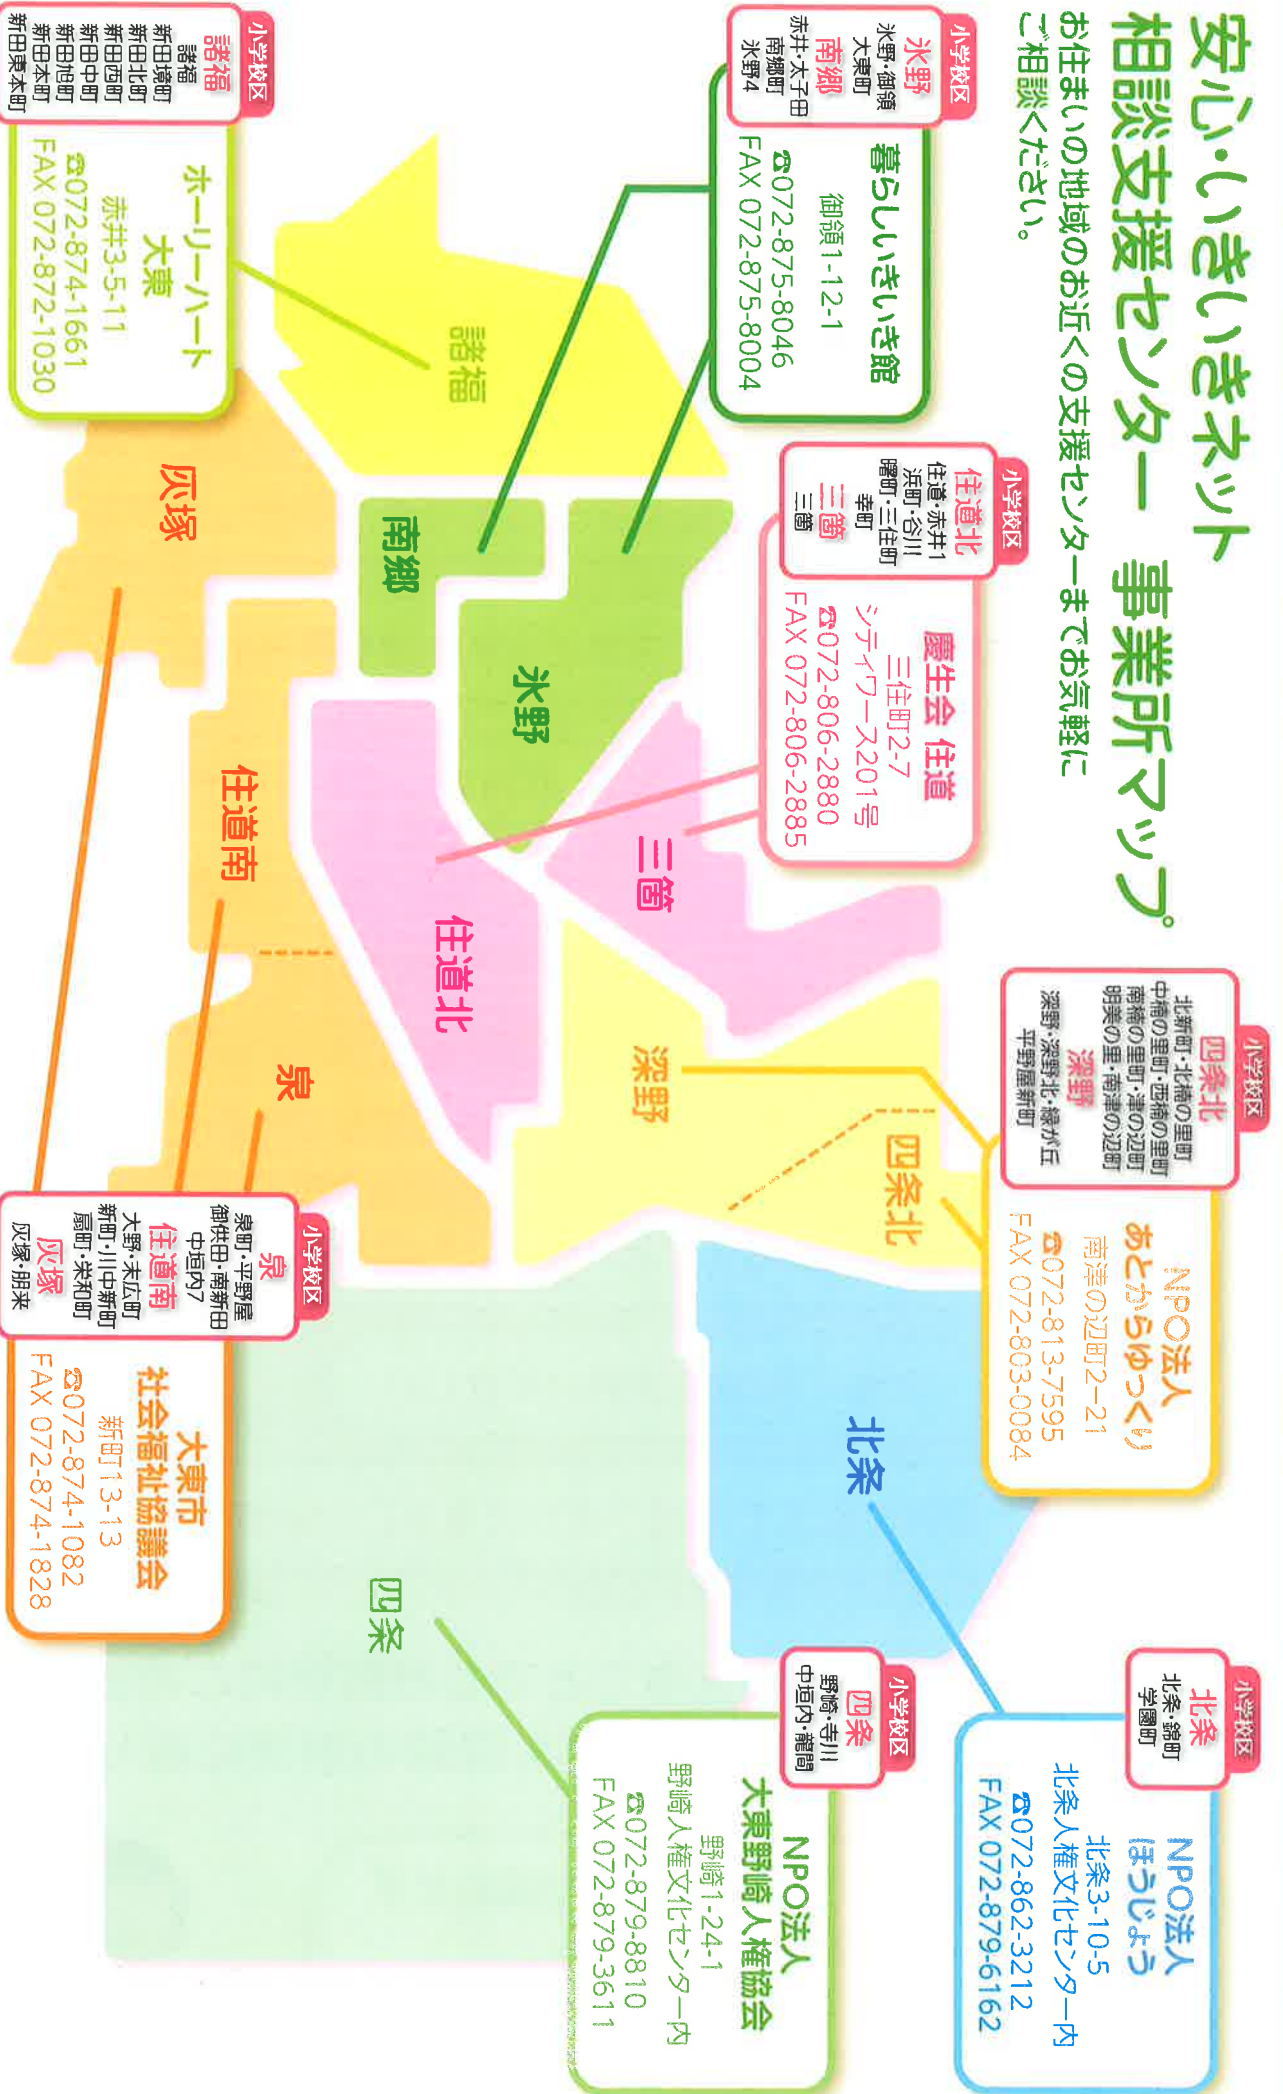 安心・いきいきネット
相談支援センター 事業所マップ
お住まいの地域のお近くの支援センターまでお気軽に
ご相談ください。
小学校区
氷野
氷野・御領
大東町
南郷
赤井・太子田
南郷町
氷野4
暮らしいきいき館
御領1-12-1
☎072-875-8046
FAX 072-875-8004
小学校区
住道北
住道・赤井1
浜町・谷川
曙町・三住町
幸町
三箇
三箇
慶生会 住道
三住町2-7
シティワース201号
☎072-806-2880
FAX 072-806-2885
小学校区
四条北
北新町・北楠の里町
中楠の里町・西楠の里町
南楠の里町・津の辺町
明美の里・南津の辺町
深野
深野・深野北・緑が丘
平野屋新町
NPO法人
あとからゆっくり
南津の辺町2-21
☎072-813-7595
FAX 072-803-0084
小学校区
北条
北条・錦町
学園町
NPO法人
ほうじょう
北条3-10-5
北条人権文化センター内
☎072-862-3212
FAX 072-879-6162
小学校区
四条
野崎・寺川
中垣内・龍間
NPO法人
大東野崎人権協会
野崎1-24-1
野崎人権文化センター内
☎072-879-8810
FAX 072-879-3611
小学校区
諸福
諸福
新田境町
新田北町
新田西町
新田中町
新田旭町
新田本町
新田東本町
ホーリーハート
大東
赤井3-5-11
☎072-874-1661
FAX 072-872-1030
小学校区
泉
泉町・平野屋
御供田・南新田
中垣内7
住道南
大野・末広町
新町・川中新町
扇町・栄和町
灰塚
灰塚・朋来
大東市
社会福祉協議会
新町13-13
☎072-874-1082
FAX 072-874-1828
諸福
南郷
氷野
三箇
住道北
灰塚
住道南
泉
深野
四条北
北条
四条